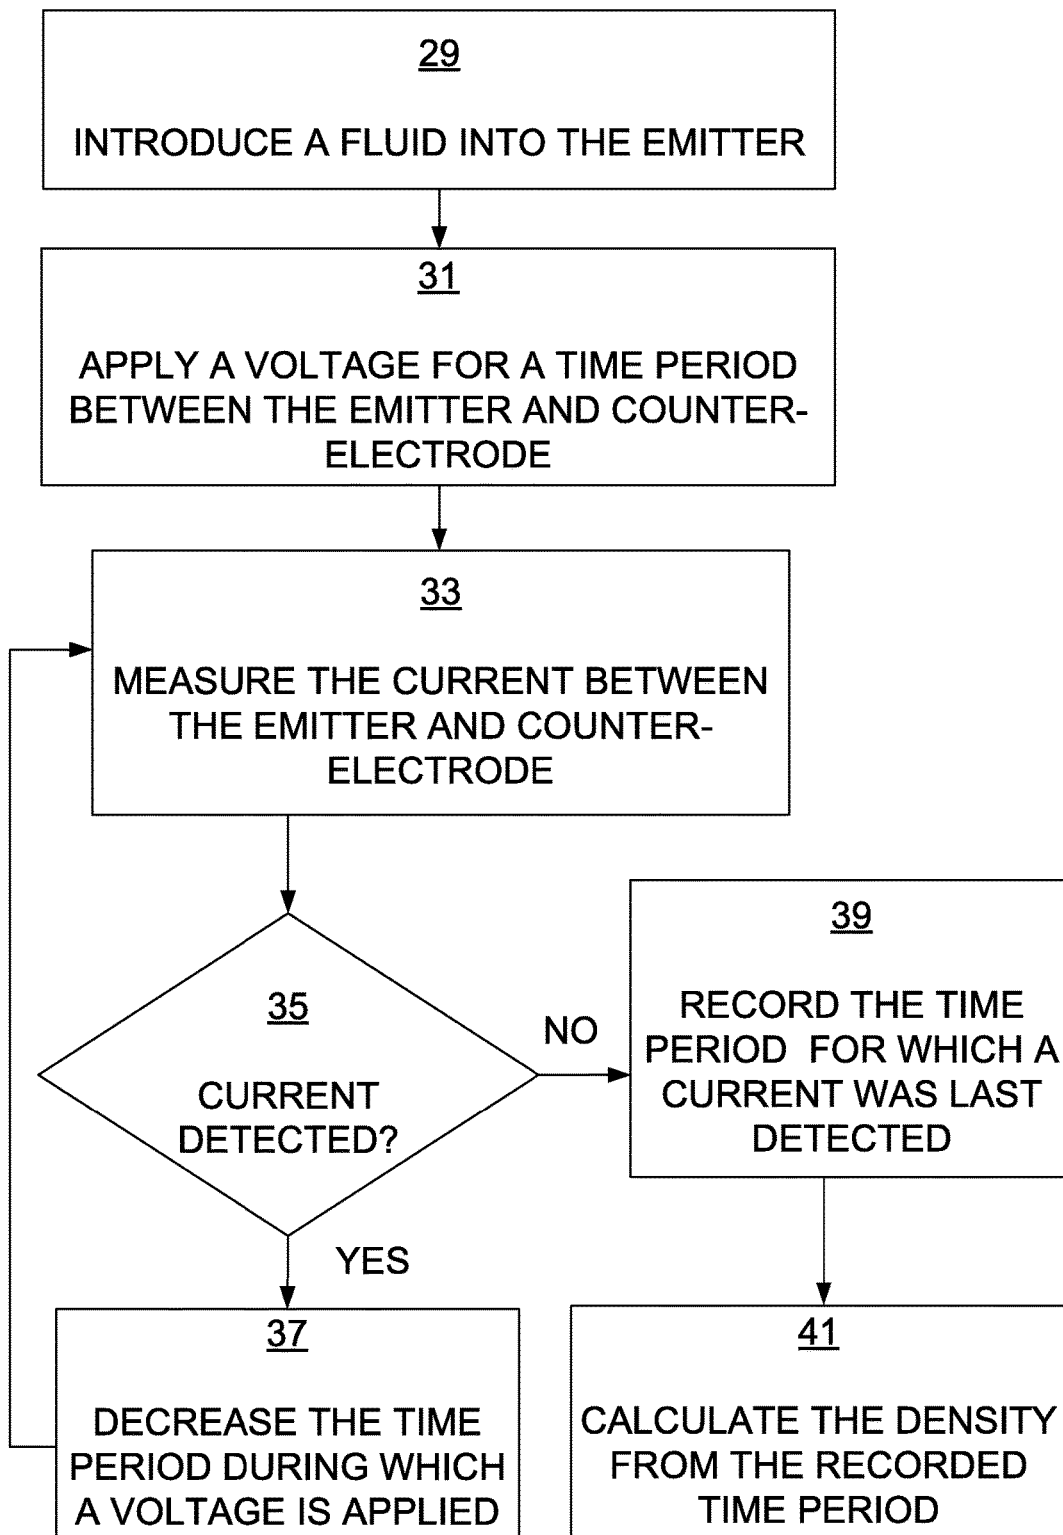 29
INTRODUCE A FLUID INTO THE EMITTER
31
APPLY A VOLTAGE FOR A TIME PERIOD
BETWEEN THE EMITTER AND COUNTER-
ELECTRODE
33
MEASURE THE CURRENT BETWEEN
THE EMITTER AND COUNTER-
ELECTRODE
35
CURRENT
DETECTED?
NO
39
RECORD THE TIME
PERIOD FOR WHICH A
CURRENT WAS LAST
DETECTED
YES
37
DECREASE THE TIME
PERIOD DURING WHICH
A VOLTAGE IS APPLIED
41
CALCULATE THE DENSITY
FROM THE RECORDED
TIME PERIOD